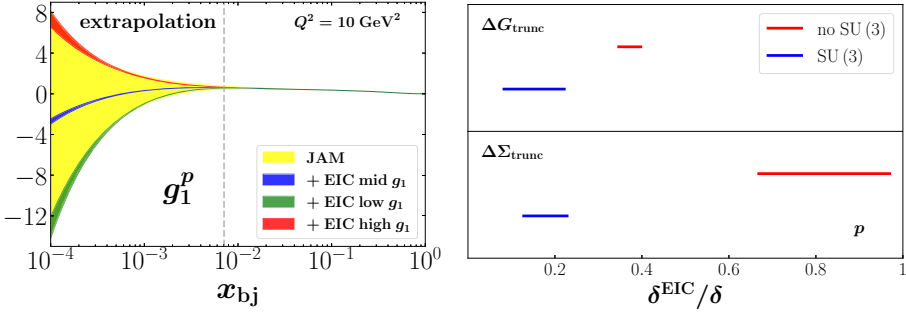 extrapolation
Q² = 10 GeV²
8
4
0
−4
−8
−12
g₁ᵖ
JAM
+ EIC mid g₁
+ EIC low g₁
+ EIC high g₁
10⁻⁴ 10⁻³ 10⁻² 10⁻¹ 10⁰
x_bj
ΔG_trunc
no SU (3)
SU (3)
ΔΣ_trunc
p
0.2 0.4 0.6 0.8 1
δ^EIC/δ